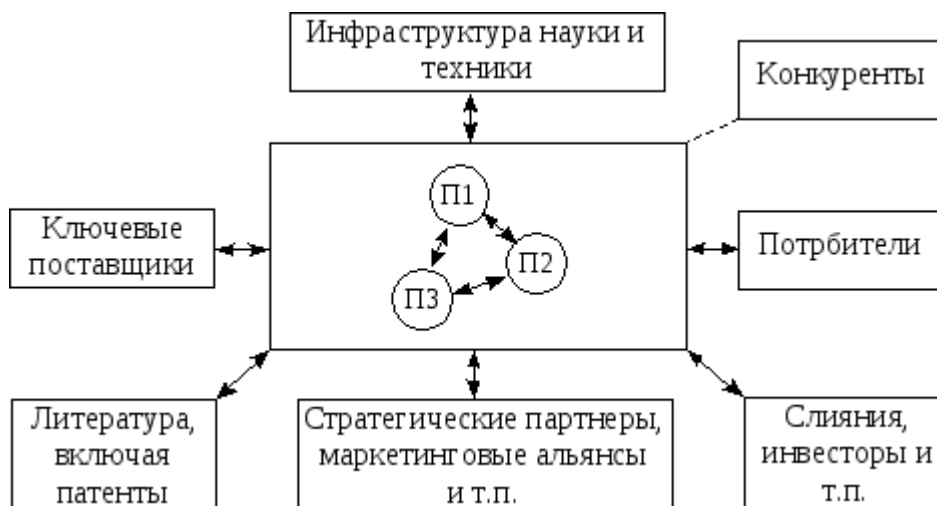 Инфраструктура науки и
техники
Конкуренты
П1
Ключевые
поставщики
П2
Потрбители
П3
Литература,
включая
патенты
Стратегические партнеры,
маркетинговые альянсы
и т.п.
Слияния,
инвесторы и
т.п.